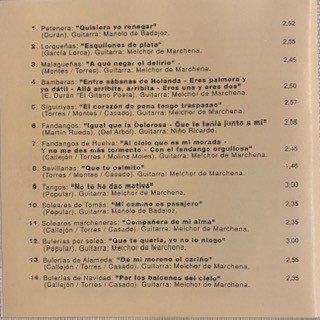 1. Petenera: "Quisiera yo renegar" 2,52
(Durán). Guitarra: Manolo de Badajoz.
2. Lorqueñas: "Esquilones de plata" 2,55
(García Lorca). Guitarra: Melchor de Marchena.
3. Malagueñas: "A qué negar el delirio" 2,45
(Montes / Torres). Guitarra: Melchor de Marchena.
4. Bamberas: "Entre sábanas de Holanda - Eres palmera y
yo dátil - Allá arribita, arribita - Eres una y eres dos" 2,50
(E. Durán "El Gitano Poeta). Guitarra: Melchor de Marchena.
5. Siguiriyas: "El corazón de pena tengo traspasao" 2,57
(Torres / Montes / Casado). Guitarra: Melchor de Marchena.
6. Fandangos: "Igual que la Dolorosa - Que te tenía junto a mí" 2,58
(Martín Rueda). (Del Arbol). Guitarra: Niño Ricardo.
7. Fandangos de Huelva: "Al cielo que es mi morada -
Y no me des más tormento - Con el fandango orgullosa" 2,45
(Callejón / Torres / Molina Moles). Guitarra: Melchor de Marchena.
8. Sevillanas: "Que tu palmito" 1,46
(Callejón / Torres / Casado). Guitarra: Melchor de Marchena.
9. Tangos: "No té he dao motivo" 3,00
(Popular). Guitarra: Melchor de Marchena.
10. Soleares de Tomás: "Mi camino es pasajero" 2,35
(Popular). Guitarra: Manolo de Badajoz.
11. Soleares marcheneras: "Compañera de mi alma" 2,35
(Callejón / Casado / Torres). Guitarra: Melchor de Marchena.
12. Bulerías por soleá: "Que te quería, yo no lo niego" 3,00
(Popular). Guitarra: Melchor de Marchena.
13. Bulerías de Alameda: "De mi moreno el cariño" 2,55
(Callejón / Torres / Casado). Guitarra: Melchor de Marchena.
14. Bulerías de Navidad: "Por los balcones del cielo" 2,35
(Callejón / Torres / Casado). Guitarra: Melchor de Marchena.